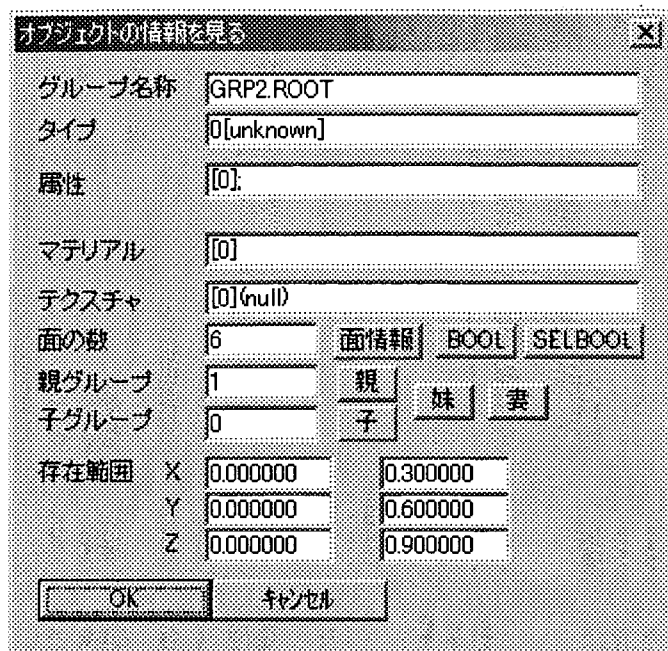 オブジェクトの情報を見る
グループ名称 GRP2.ROOT
タイプ 0[unknown]
属性 [0];
マテリアル [0]
テクスチャ [0](null)
面の数 6 面情報 BOOL SELBOOL
親グループ 1 親 妹 妻
子グループ 0 子
存在範囲 X 0.000000 0.300000
Y 0.000000 0.600000
Z 0.000000 0.900000
OK キャンセル